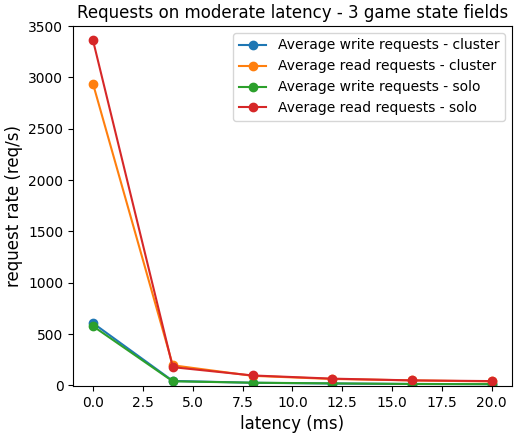 Requests on moderate latency - 3 game state fields
Average write requests - cluster
Average read requests - cluster
Average write requests - solo
Average read requests - solo
request rate (req/s)
3500
3000
2500
2000
1500
1000
500
0
0.0 2.5 5.0 7.5 10.0 12.5 15.0 17.5 20.0
latency (ms)